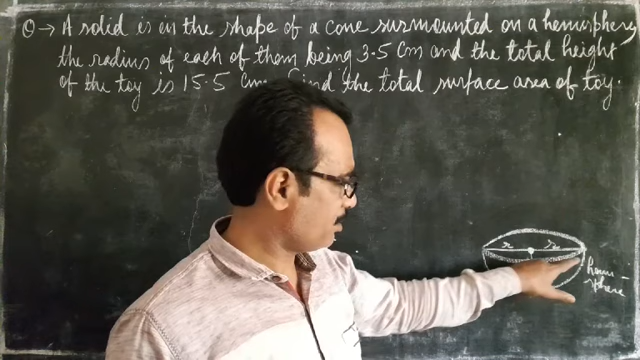 Q → A solid is in the shape of a cone surmounted on a hemisphere,
the radius of each of them being 3.5 cm and the total height
of the toy is 15.5 cm. Find the total surface area of toy.
r r
hemi-
sphere